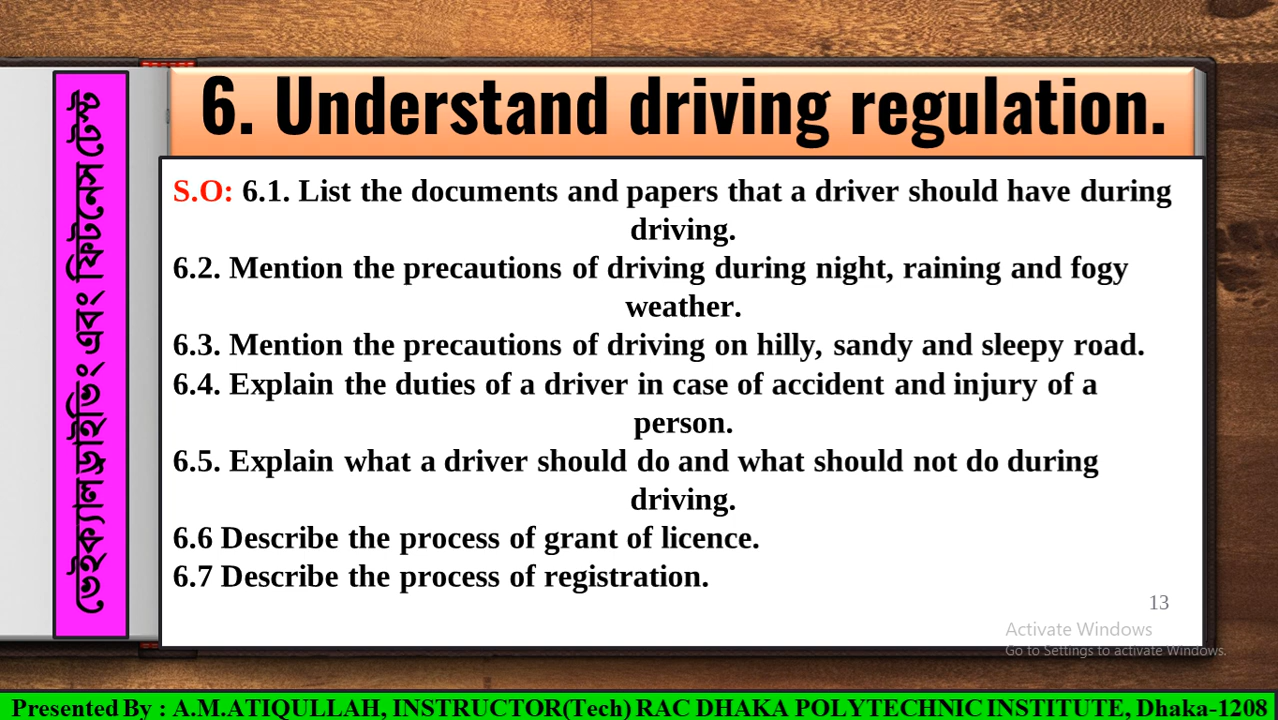 6. Understand driving regulation.
ভেইক্যাল ড্রাইভিং এবং ফিটনেস টেস্ট
S.O: 6.1. List the documents and papers that a driver should have during
driving.
6.2. Mention the precautions of driving during night, raining and fogy
weather.
6.3. Mention the precautions of driving on hilly, sandy and sleepy road.
6.4. Explain the duties of a driver in case of accident and injury of a
person.
6.5. Explain what a driver should do and what should not do during
driving.
6.6 Describe the process of grant of licence.
6.7 Describe the process of registration.
13
Activate Windows
Go to Settings to activate Windows.
Presented By : A.M.ATIQULLAH, INSTRUCTOR(Tech) RAC DHAKA POLYTECHNIC INSTITUTE, Dhaka-1208